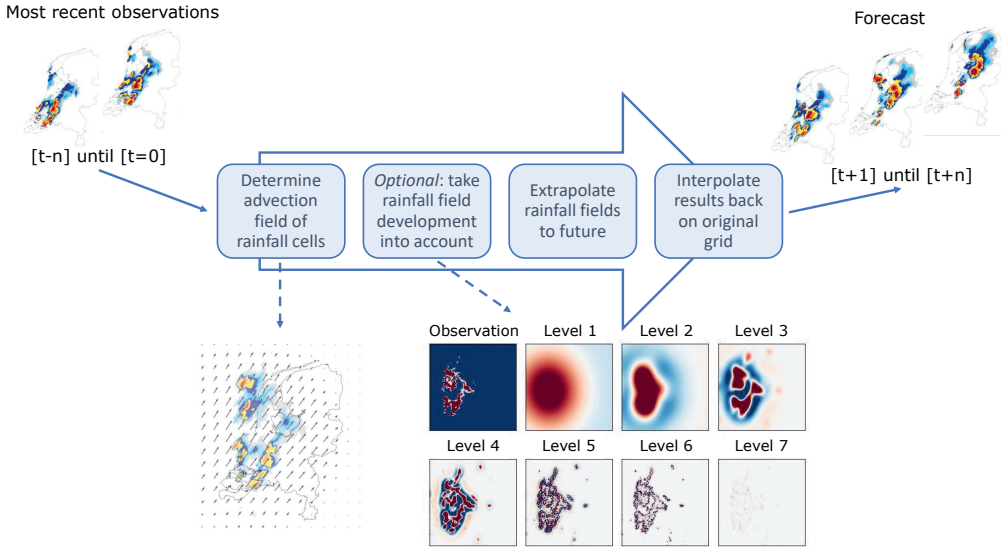 Most recent observations
Forecast
[t-n] until [t=0]
[t+1] until [t+n]
Determine
advection
field of
rainfall cells
Optional: take
rainfall field
development
into account
Extrapolate
rainfall fields
to future
Interpolate
results back
on original
grid
Observation
Level 1
Level 2
Level 3
Level 4
Level 5
Level 6
Level 7